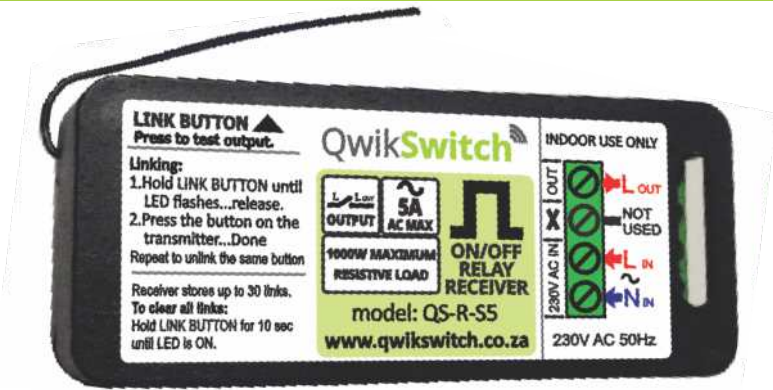 LINK BUTTON ▲
Press to test output.
Linking:
1.Hold LINK BUTTON until
LED flashes...release.
2.Press the button on the
transmitter...Done
Repeat to unlink the same button
Receiver stores up to 30 links.
To clear all links:
Hold LINK BUTTON for 10 sec
until LED is ON.
QwikSwitch
L LOUT
OUTPUT
~
5A
AC MAX
1000W MAXIMUM
RESISTIVE LOAD
ON/OFF
RELAY
RECEIVER
model: QS-R-S5
www.qwikswitch.co.za
INDOOR USE ONLY
OUT
X
230V AC IN
L OUT
NOT
USED
L IN
~
N IN
230V AC 50Hz